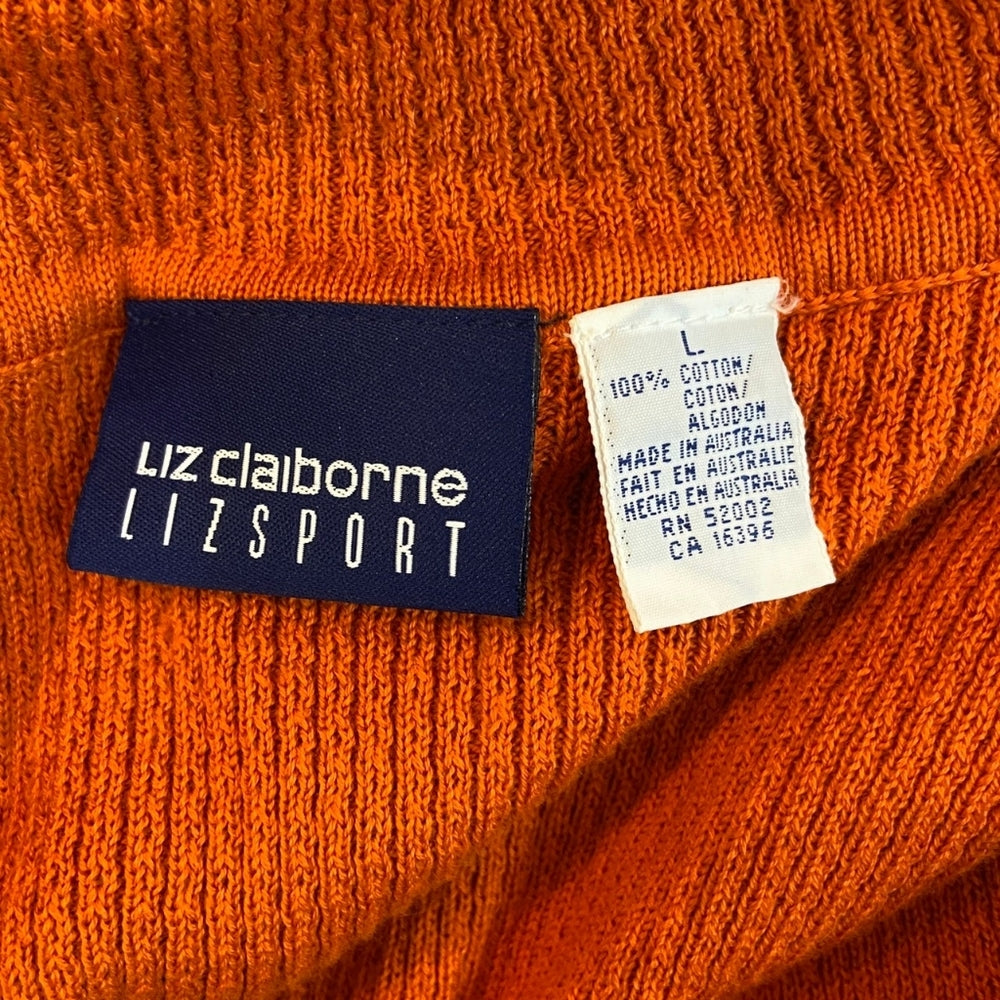 Liz claiborne
LIZSPORT
L
100% COTTON/
COTON/
ALGODON
MADE IN AUSTRALIA
FAIT EN AUSTRALIE
HECHO EN AUSTRALIA
RN 52002
CA 16396